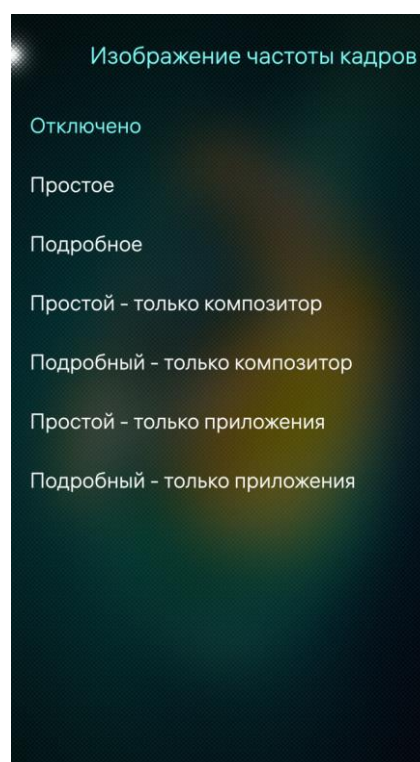 Изображение частоты кадров
Отключено
Простое
Подробное
Простой - только композитор
Подробный - только композитор
Простой - только приложения
Подробный - только приложения